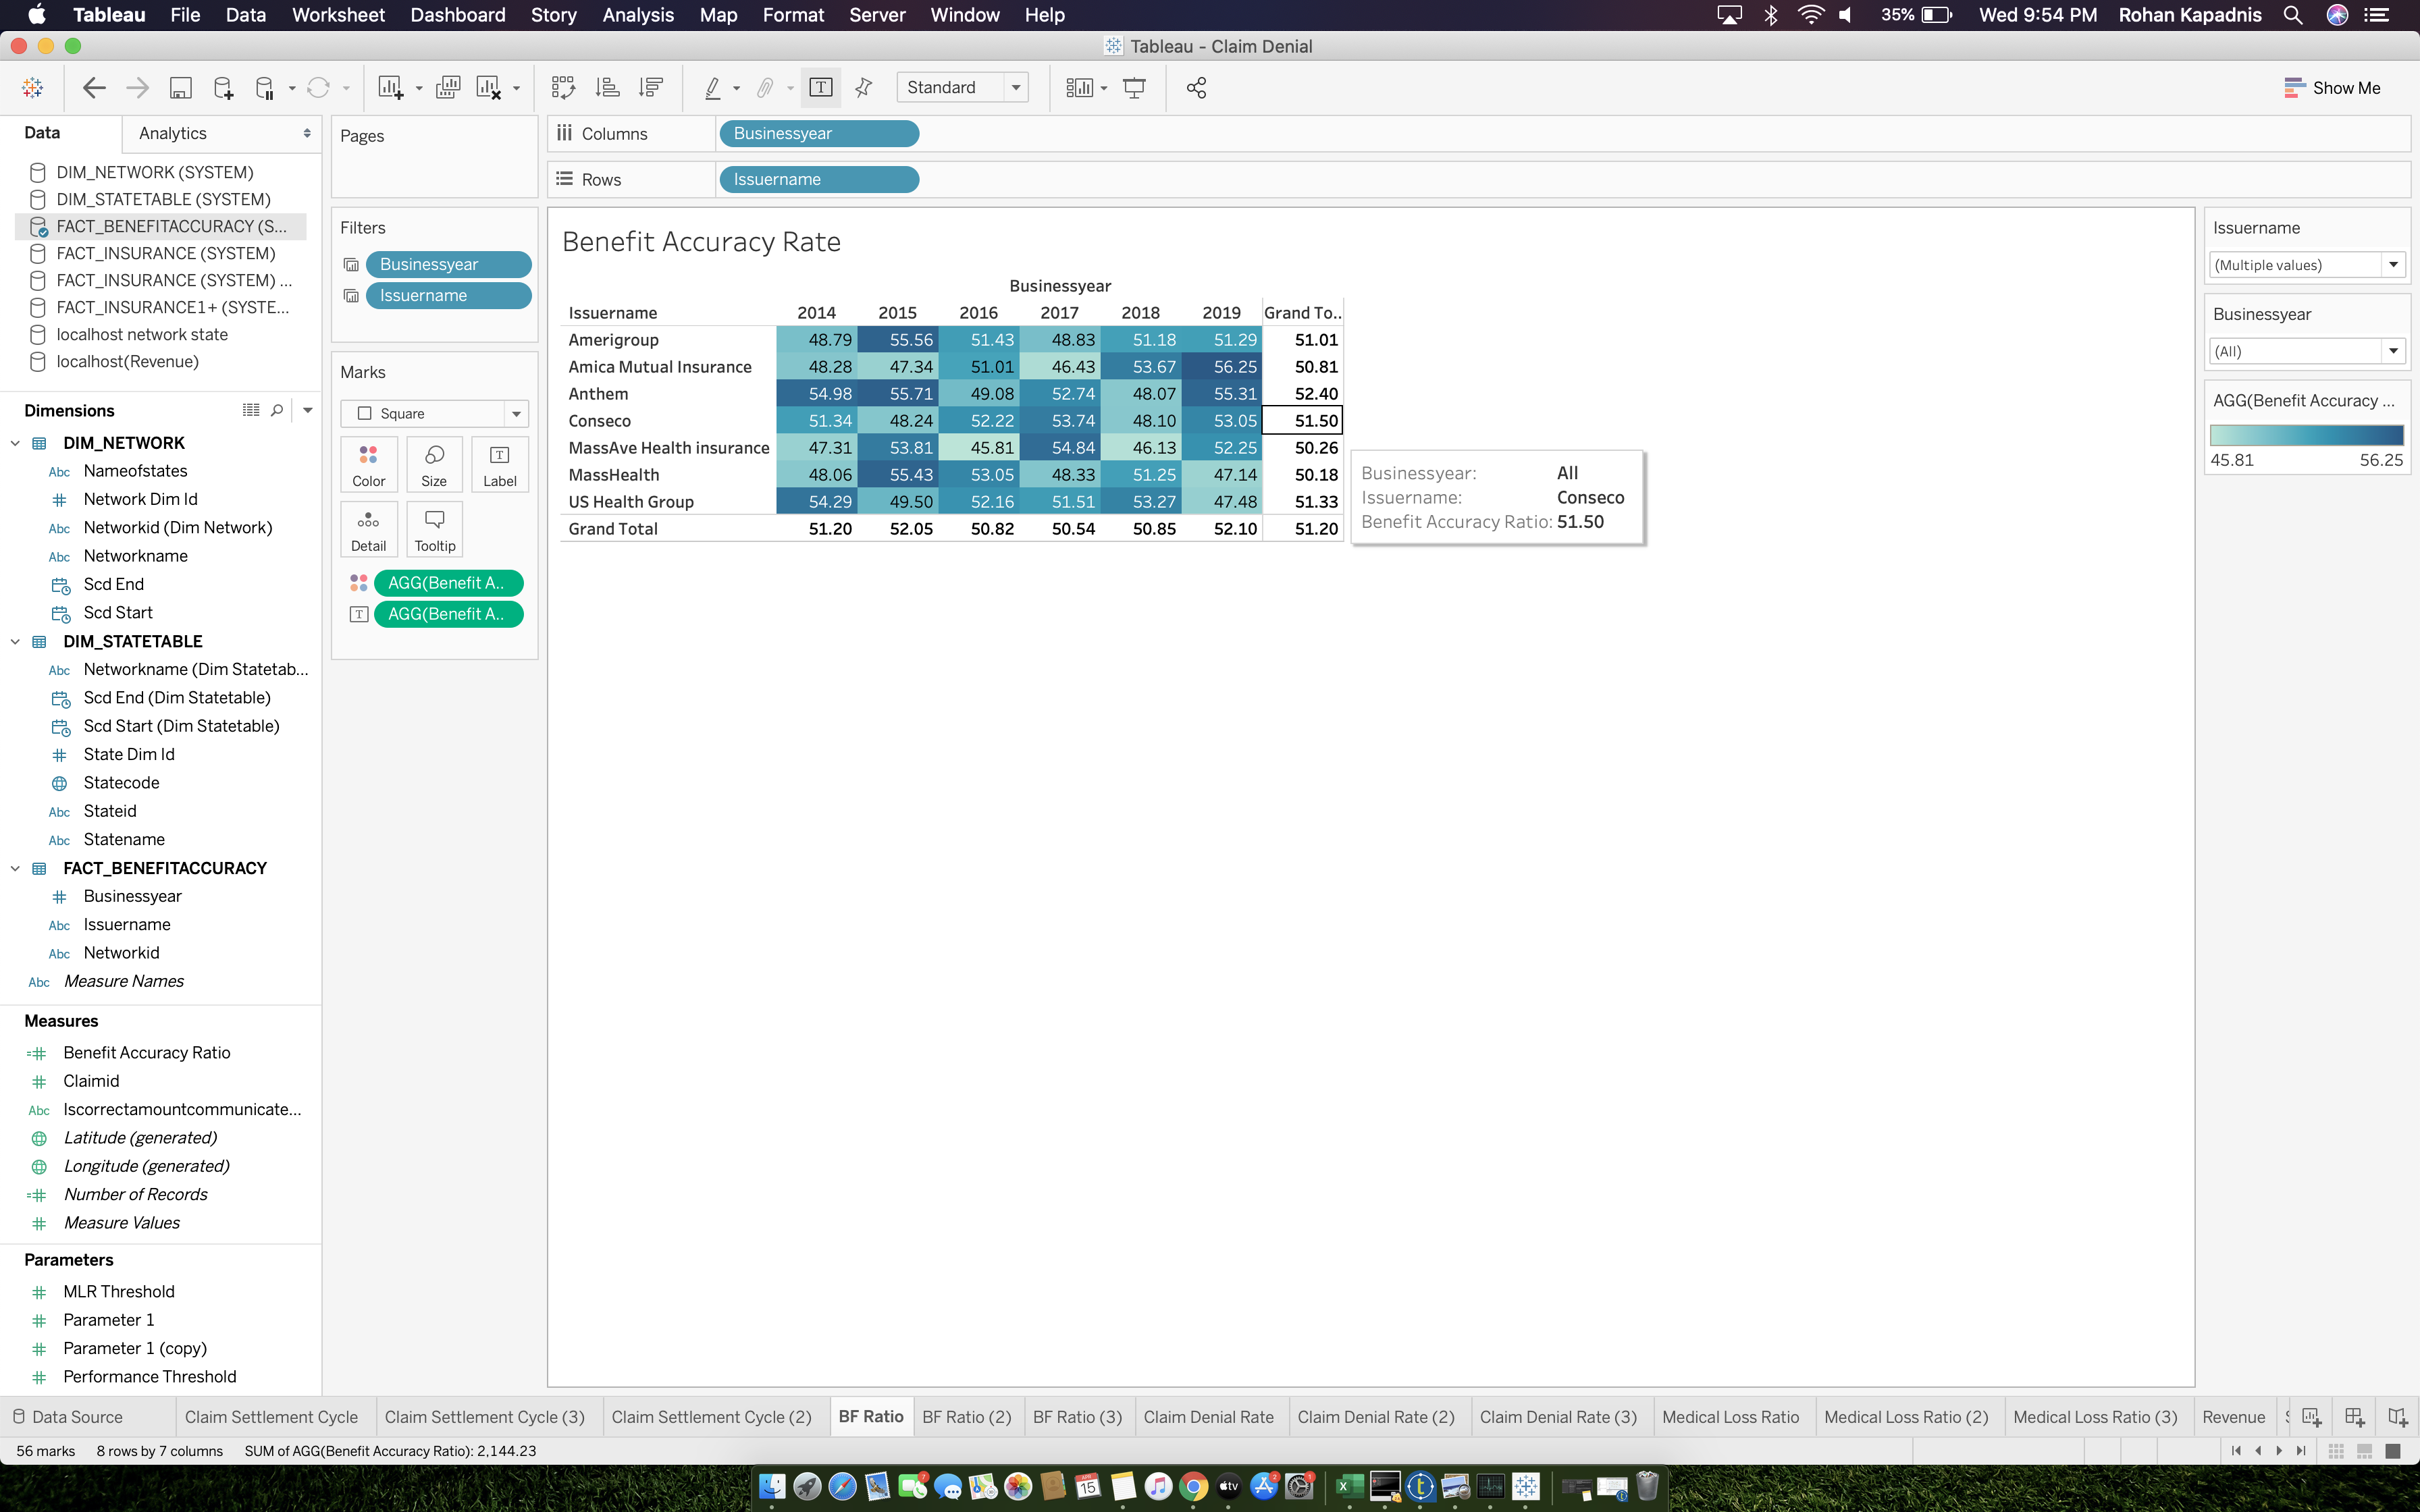 Tableau File Data Worksheet Dashboard Story Analysis Map Format Server Window Help 35% Wed 9:54 PM Rohan Kapadnis
Tableau - Claim Denial
Standard
Show Me
Data Analytics
DIM_NETWORK (SYSTEM)
DIM_STATETABLE (SYSTEM)
FACT_BENEFITACCURACY (S...
FACT_INSURANCE (SYSTEM)
FACT_INSURANCE (SYSTEM) ...
FACT_INSURANCE1+ (SYSTE...
localhost network state
localhost(Revenue)
Dimensions
DIM_NETWORK
Abc Nameofstates
Network Dim Id
Abc Networkid (Dim Network)
Abc Networkname
Scd End
Scd Start
DIM_STATETABLE
Abc Networkname (Dim Statetab...
Scd End (Dim Statetable)
Scd Start (Dim Statetable)
State Dim Id
Statecode
Abc Stateid
Abc Statename
FACT_BENEFITACCURACY
Businessyear
Abc Issuername
Abc Networkid
Abc Measure Names
Measures
Benefit Accuracy Ratio
Claimid
Abc Iscorrectamountcommunicate...
Latitude (generated)
Longitude (generated)
Number of Records
Measure Values
Parameters
MLR Threshold
Parameter 1
Parameter 1 (copy)
Performance Threshold
Pages
Filters
Businessyear
Issuername
Marks
Square
Color Size Label
Detail Tooltip
AGG(Benefit A..
AGG(Benefit A..
Columns Businessyear
Rows Issuername
Benefit Accuracy Rate
Businessyear
Issuername 2014 2015 2016 2017 2018 2019 Grand To..
Amerigroup 48.79 55.56 51.43 48.83 51.18 51.29 51.01
Amica Mutual Insurance 48.28 47.34 51.01 46.43 53.67 56.25 50.81
Anthem 54.98 55.71 49.08 52.74 48.07 55.31 52.40
Conseco 51.34 48.24 52.22 53.74 48.10 53.05 51.50
MassAve Health insurance 47.31 53.81 45.81 54.84 46.13 52.25 50.26
MassHealth 48.06 55.43 53.05 48.33 51.25 47.14 50.18
US Health Group 54.29 49.50 52.16 51.51 53.27 47.48 51.33
Grand Total 51.20 52.05 50.82 50.54 50.85 52.10 51.20
Businessyear: All
Issuername: Conseco
Benefit Accuracy Ratio: 51.50
Issuername
(Multiple values)
Businessyear
(All)
AGG(Benefit Accuracy ...
45.81 56.25
Data Source Claim Settlement Cycle Claim Settlement Cycle (3) Claim Settlement Cycle (2) BF Ratio BF Ratio (2) BF Ratio (3) Claim Denial Rate Claim Denial Rate (2) Claim Denial Rate (3) Medical Loss Ratio Medical Loss Ratio (2) Medical Loss Ratio (3) Revenue
56 marks 8 rows by 7 columns SUM of AGG(Benefit Accuracy Ratio): 2,144.23